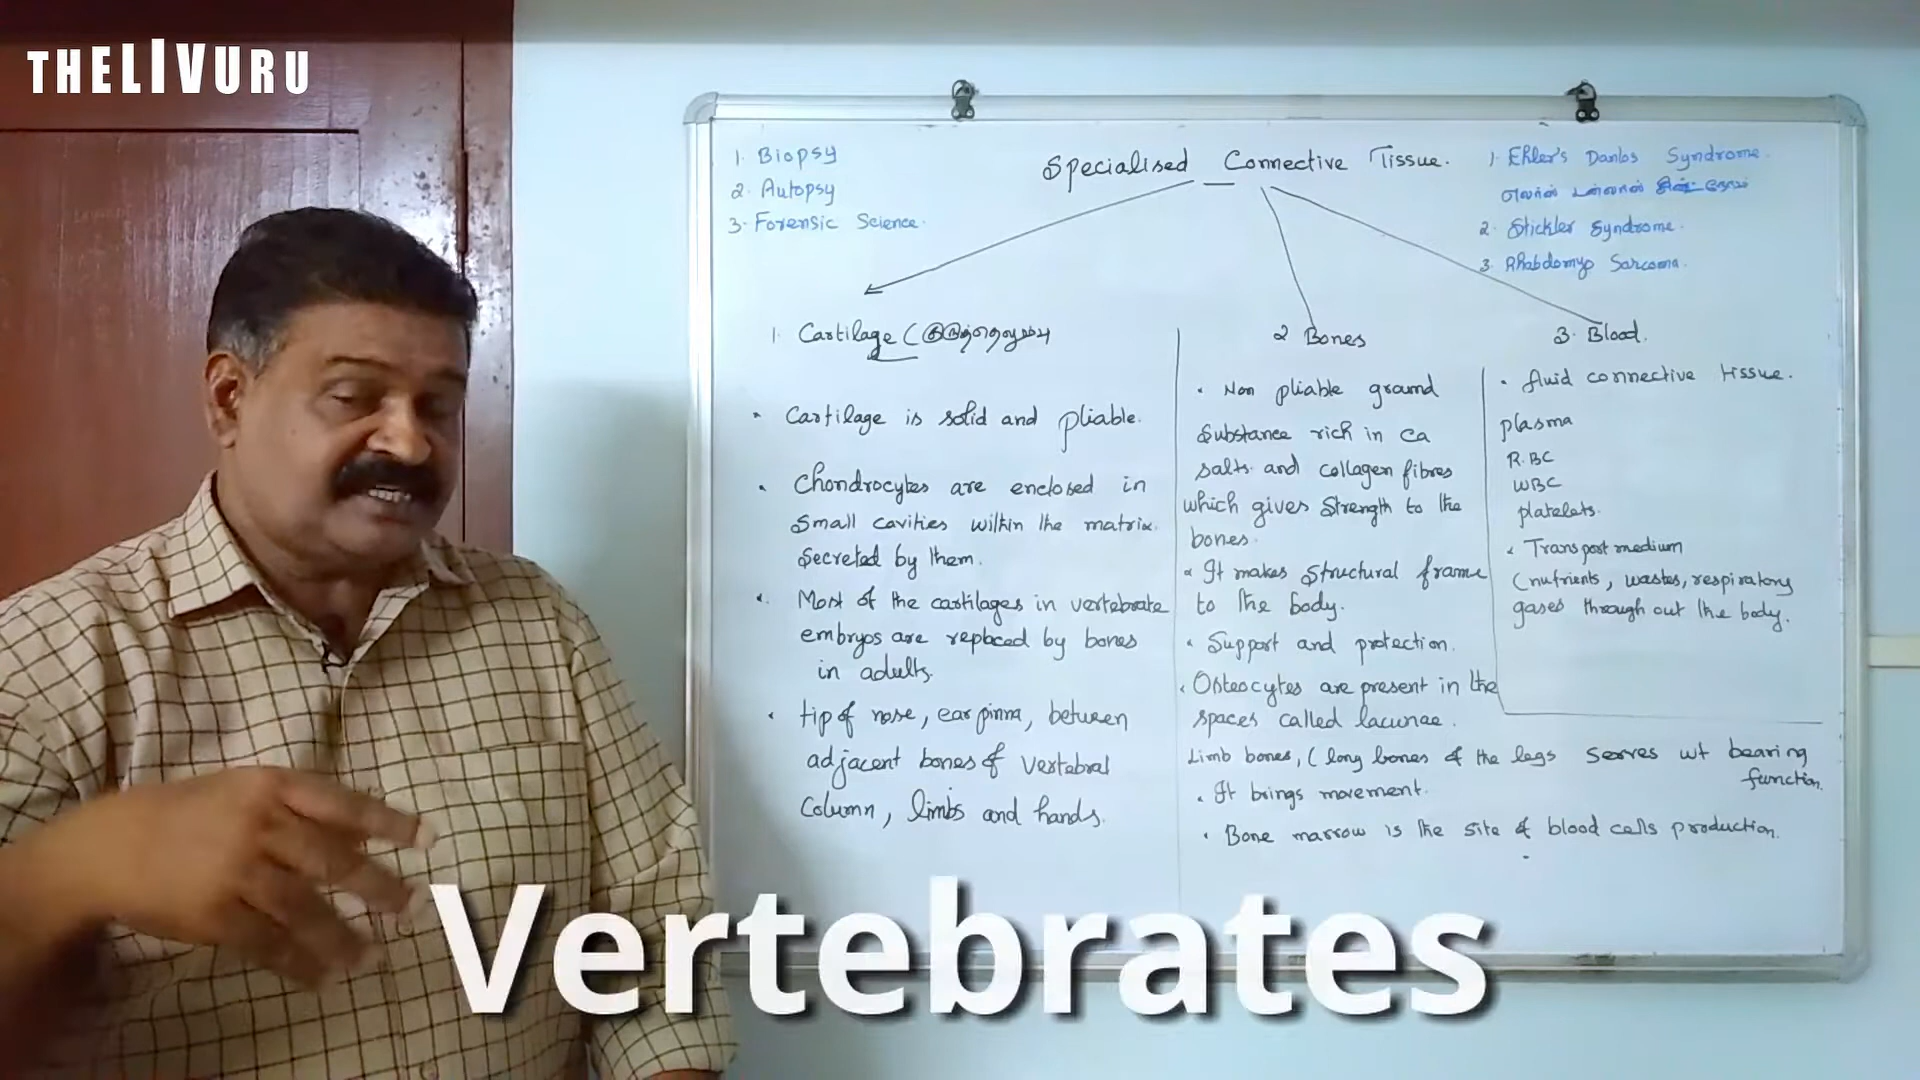 THELIVURU
1. Biopsy
2. Autopsy
3. Forensic Science.
Specialised Connective Tissue.
1. Ehler's Danlos Syndrome.
2. Stickler Syndrome.
3. Rhabdomyo Sarcoma.
1. Cartilage (
• Cartilage is solid and pliable.
• Chondrocytes are enclosed in
small cavities within the matrix
secreted by them.
• Most of the cartilages in vertebrate
embryos are replaced by bones
in adults.
• tip of nose, ear pinna, between
adjacent bones of vertebral
column, limbs and hands.
2 Bones
• Non pliable ground
substance rich in ca
salts and collagen fibres
which gives strength to the
bones.
• It makes structural frame
to the body.
• Support and protection.
• Osteocytes are present in the
spaces called lacunae.
Limb bones, (long bones of the legs serves wt bearing
function.
• It brings movement.
• Bone marrow is the site of blood cells production.
3. Blood.
• fluid connective tissue.
plasma
R.BC
WBC
platelets.
• Transport medium
(nutrients, wastes, respiratory
gases through out the body.
Vertebrates